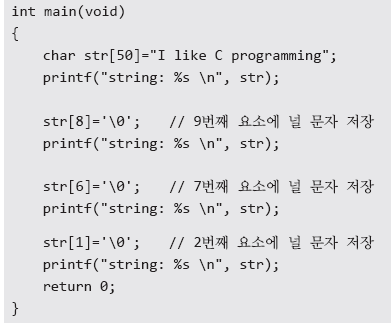 int main(void)
{
    char str[50]="I like C programming";
    printf("string: %s \n", str);

    str[8]='\0';   // 9번째 요소에 널 문자 저장
    printf("string: %s \n", str);

    str[6]='\0';   // 7번째 요소에 널 문자 저장
    printf("string: %s \n", str);

    str[1]='\0';   // 2번째 요소에 널 문자 저장
    printf("string: %s \n", str);
    return 0;
}